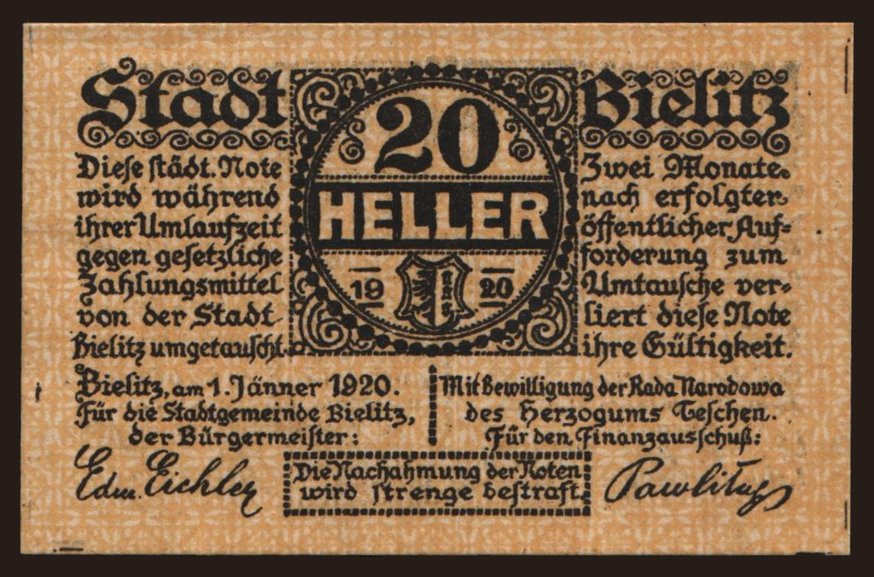 Stadt Bielitz
20
HELLER
19 20
Diese städt. Note
wird während
ihrer Umlaufzeit
gegen gesetzliche
Zahlungsmittel
von der Stadt
Bielitz umgetauscht.
Zwei Monate
nach erfolgter
öffentlicher Auf=
forderung zum
Umtausche ver=
liert diese Note
ihre Gültigkeit.
Bielitz, am 1. Jänner 1920.
Für die Stadtgemeinde Bielitz,
der Bürgermeister:
Edm. Eichler
Mit Bewilligung der Rada Narodowa
des Herzogums Teschen.
Für den Finanzausschuß:
Die Nachahmung der Noten
wird strenge bestraft.